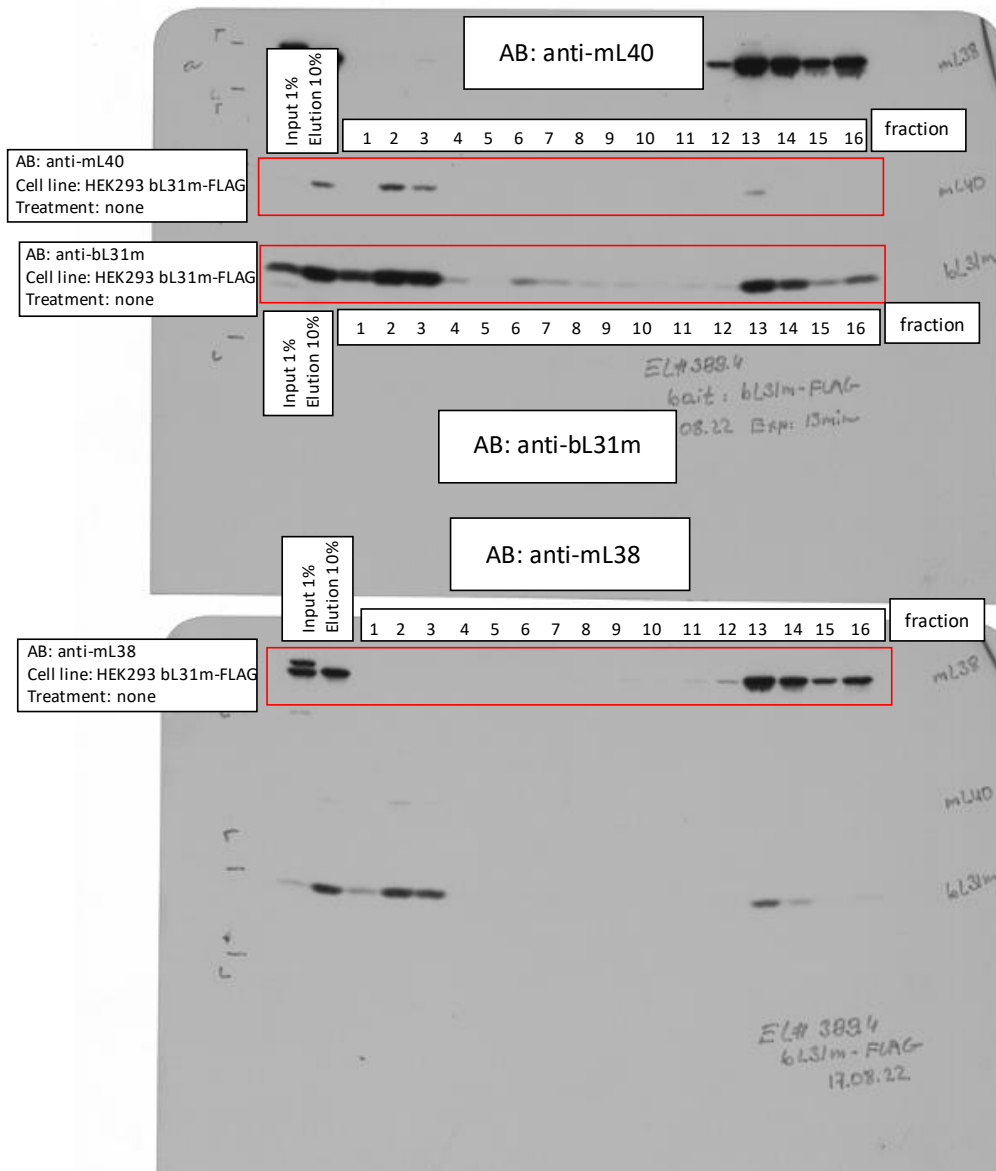 AB: anti-mL40
mL38
Input 1%
Elution 10%
1 2 3 4 5 6 7 8 9 10 11 12 13 14 15 16
fraction
AB: anti-mL40
Cell line: HEK293 bL31m-FLAG
Treatment: none
mL40
AB: anti-bL31m
Cell line: HEK293 bL31m-FLAG
Treatment: none
bL31m
Input 1%
Elution 10%
1 2 3 4 5 6 7 8 9 10 11 12 13 14 15 16
fraction
EL# 389.4
bait: bL31m-FLAG
08.22 Exp: 13min
AB: anti-bL31m
AB: anti-mL38
Input 1%
Elution 10%
1 2 3 4 5 6 7 8 9 10 11 12 13 14 15 16
fraction
AB: anti-mL38
Cell line: HEK293 bL31m-FLAG
Treatment: none
mL38
mL40
bL31m
EL# 389.4
bL31m-FLAG
17.08.22